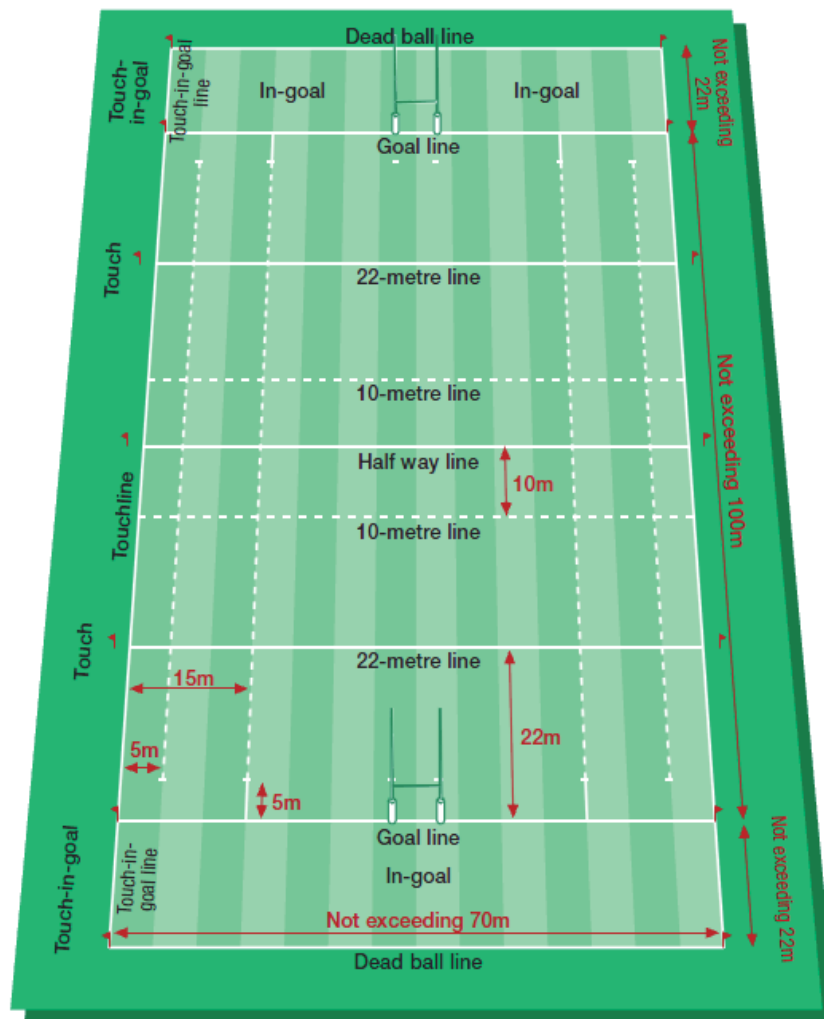 Dead ball line
Touch-
in-goal
Touch-in-goal
line
In-goal
In-goal
Not exceeding
22m
Goal line
Touch
22-metre line
10-metre line
Not exceeding 100m
Half way line
10m
Touchline
10-metre line
Touch
22-metre line
15m
22m
5m
5m
Goal line
Touch-in-goal
Touch-in-
goal line
In-goal
Not exceeding 22m
Not exceeding 70m
Dead ball line